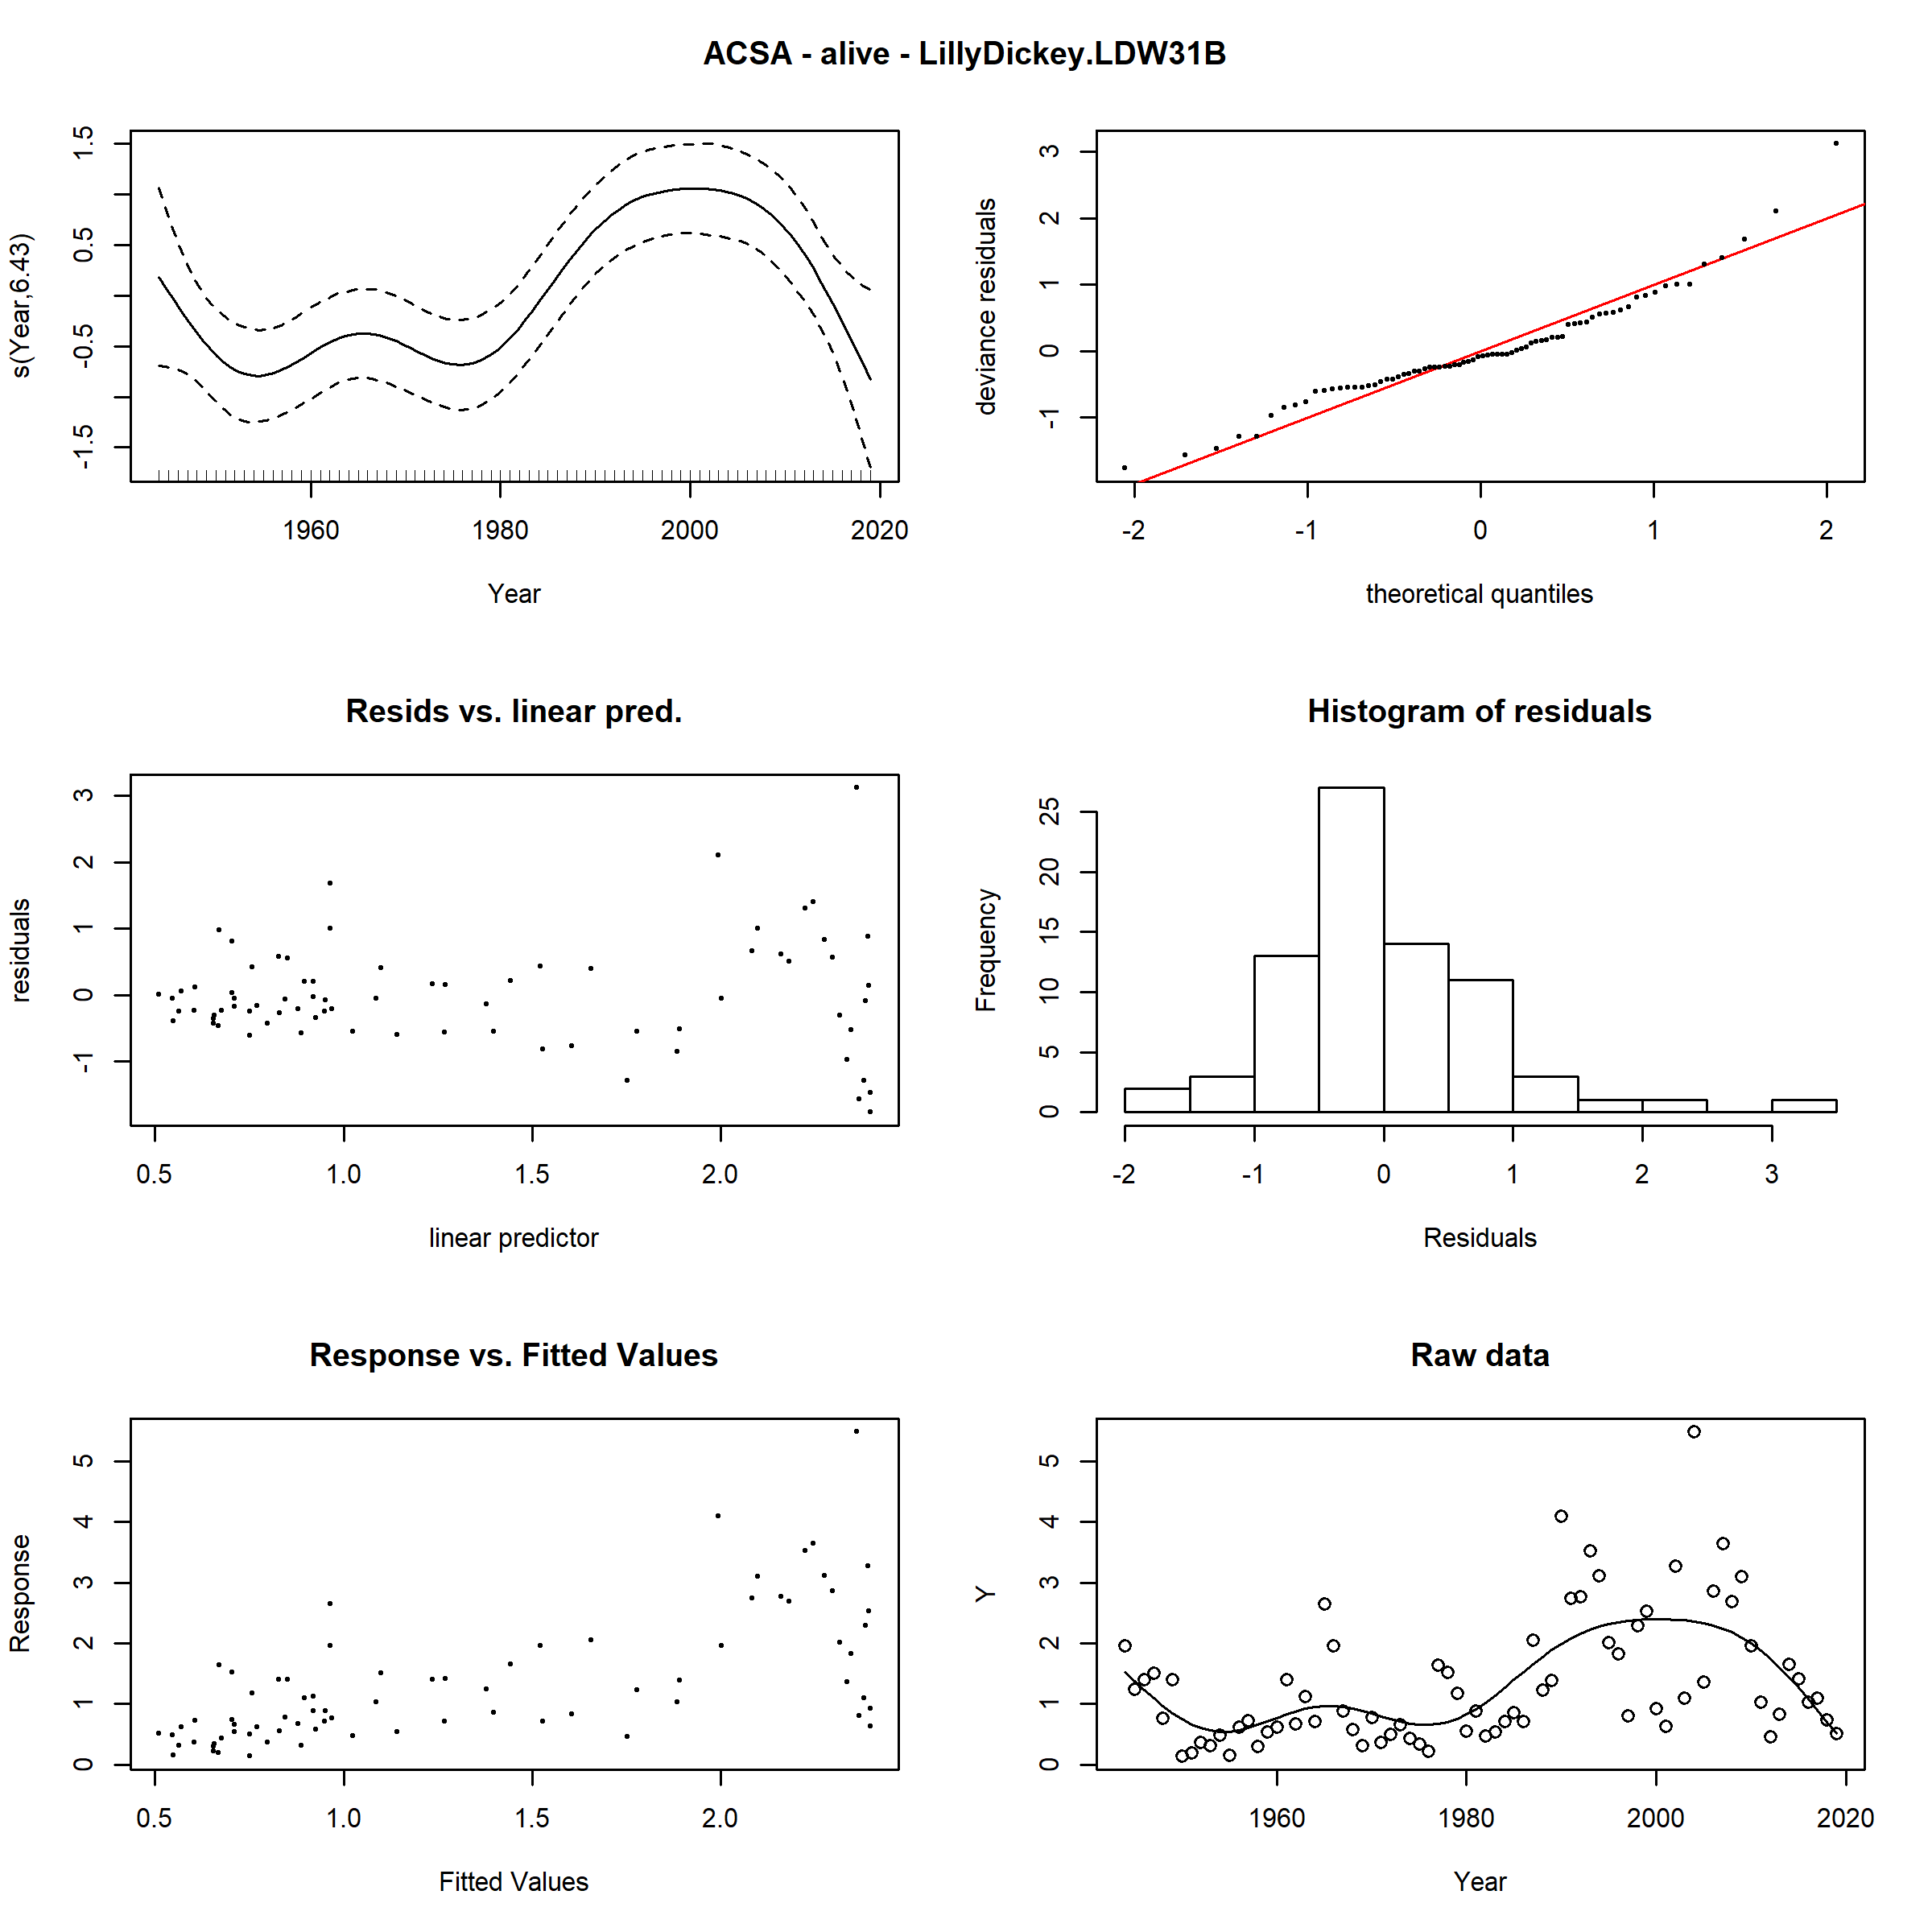 ACSA - alive - LillyDickey.LDW31B
s(Year,6.43)
-1.5 -0.5 0.5 1.5
1960 1980 2000 2020
Year
deviance residuals
-1 0 1 2 3
-2 -1 0 1 2
theoretical quantiles
Resids vs. linear pred.
residuals
-1 0 1 2 3
0.5 1.0 1.5 2.0
linear predictor
Histogram of residuals
Frequency
0 5 10 15 20 25
-2 -1 0 1 2 3
Residuals
Response vs. Fitted Values
Response
0 1 2 3 4 5
0.5 1.0 1.5 2.0
Fitted Values
Raw data
Y
0 1 2 3 4 5
1960 1980 2000 2020
Year